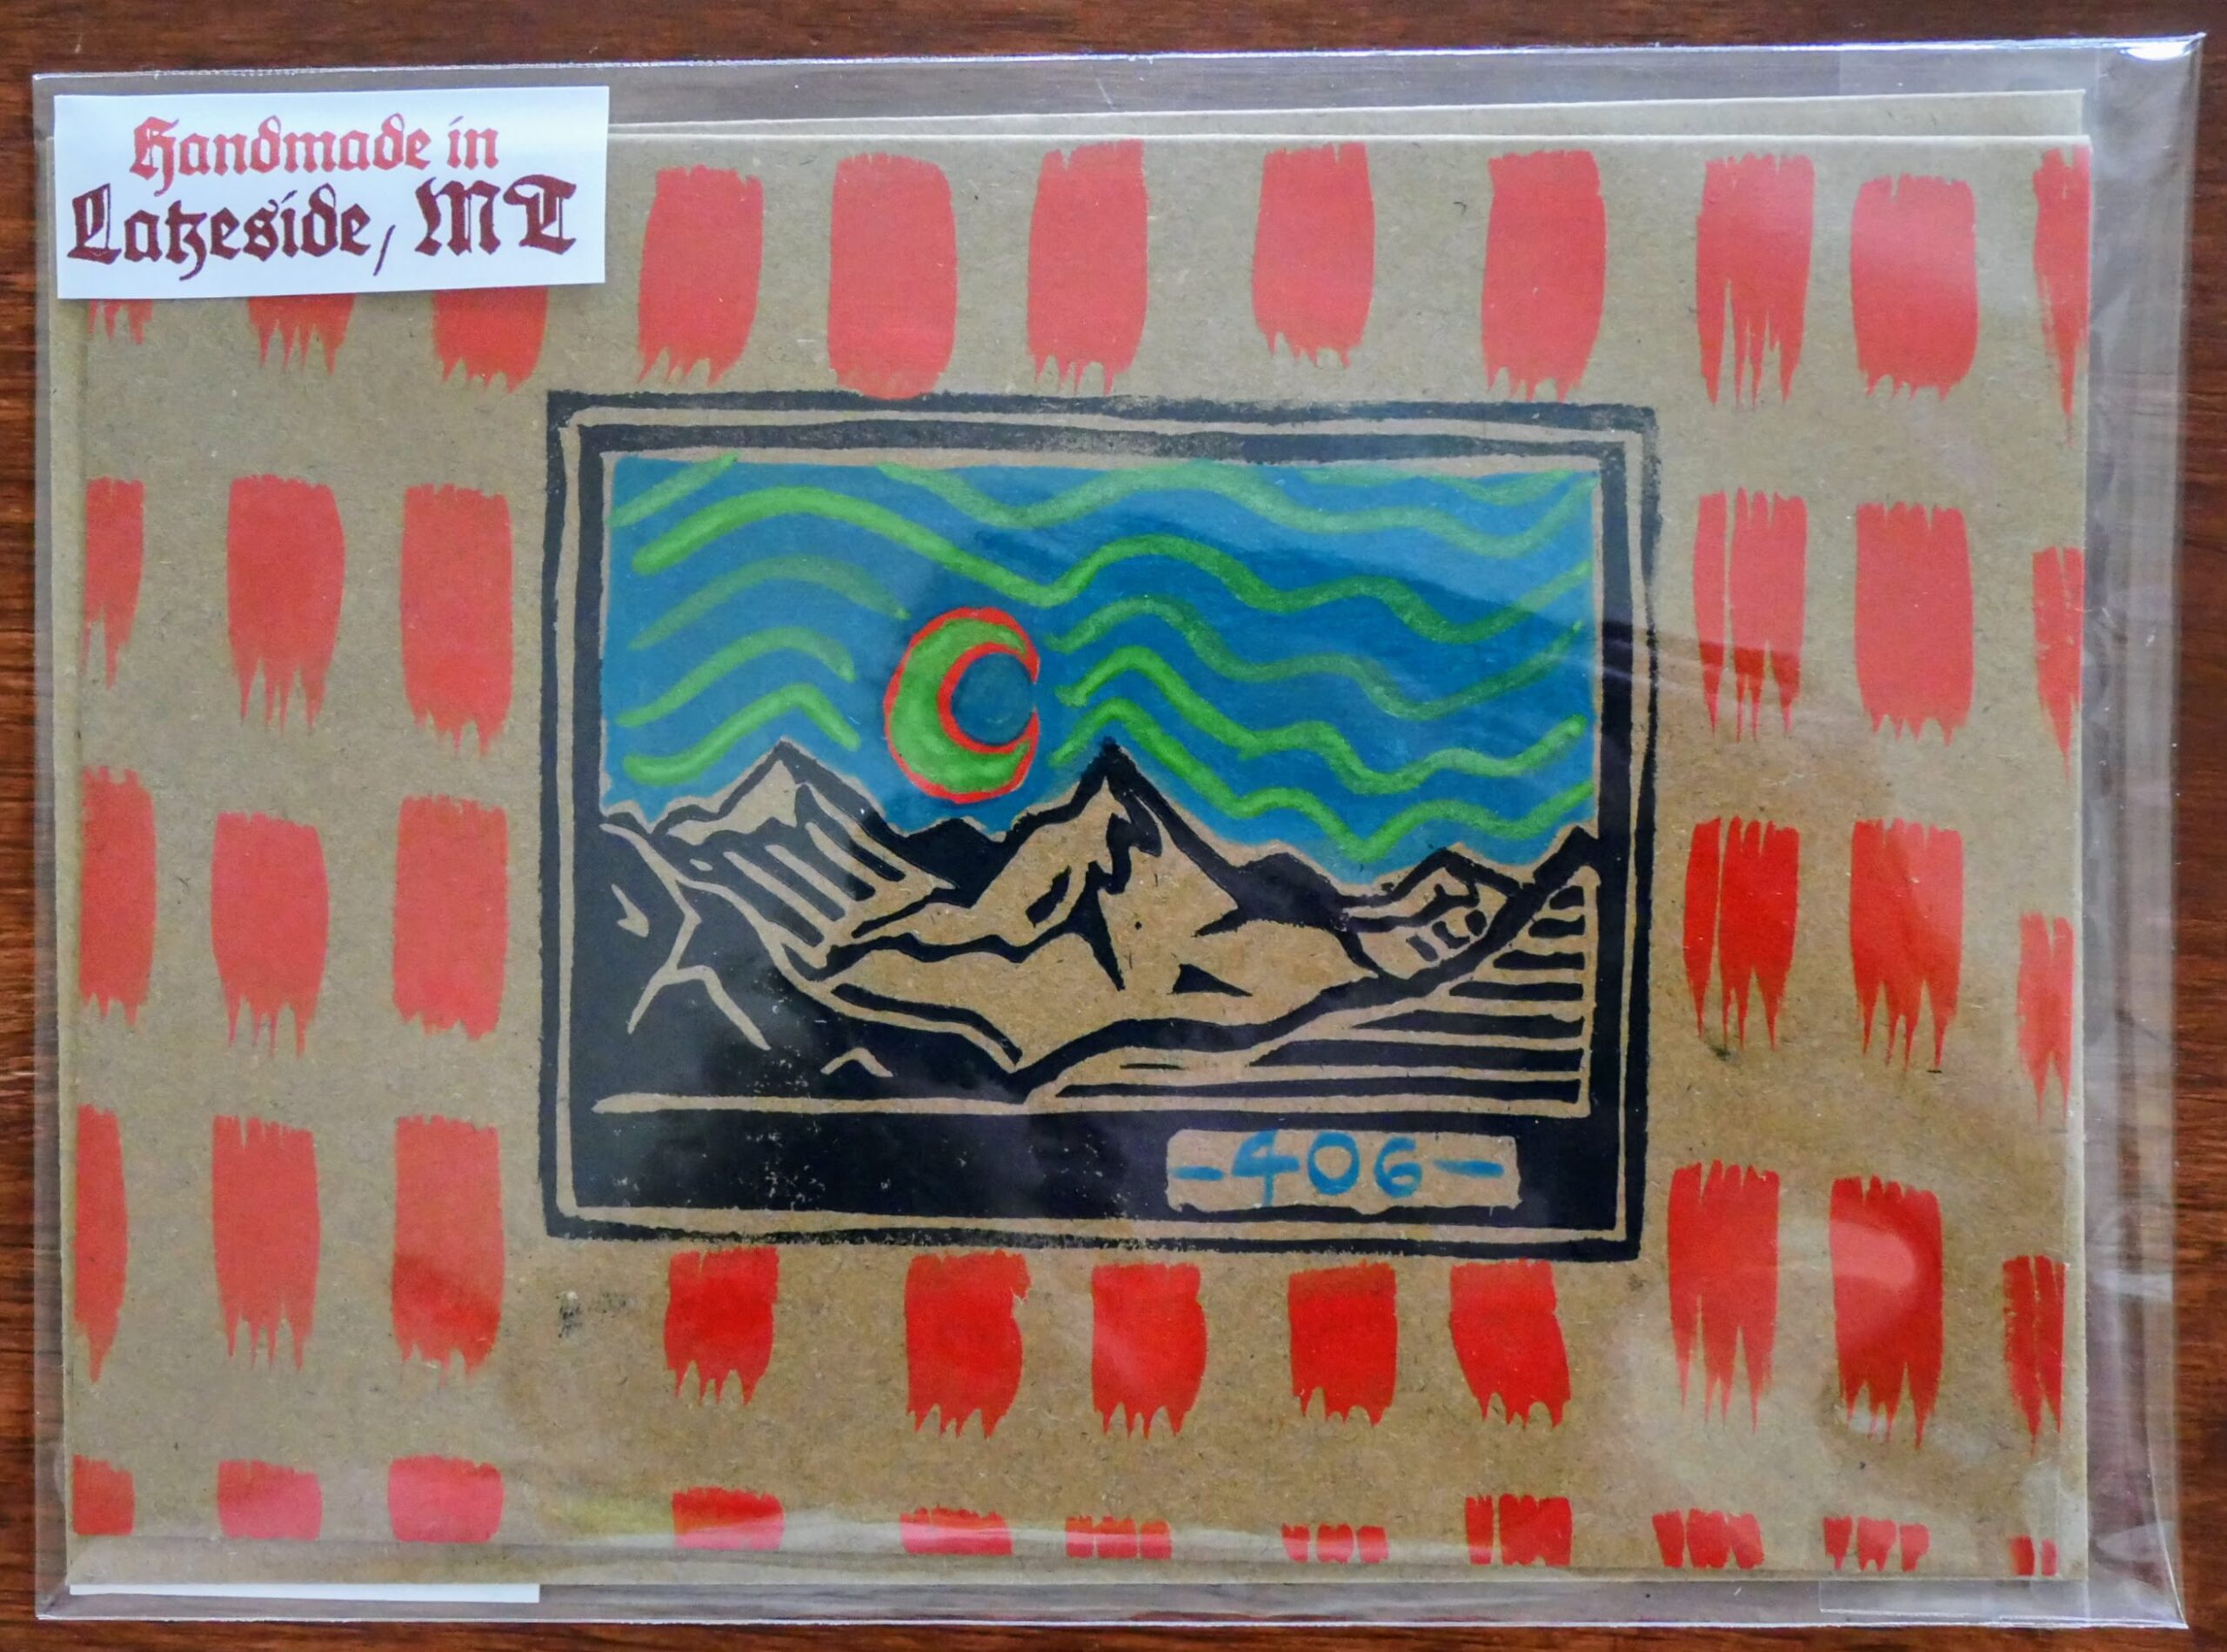 Handmade in
Lakeside, MT
-406-